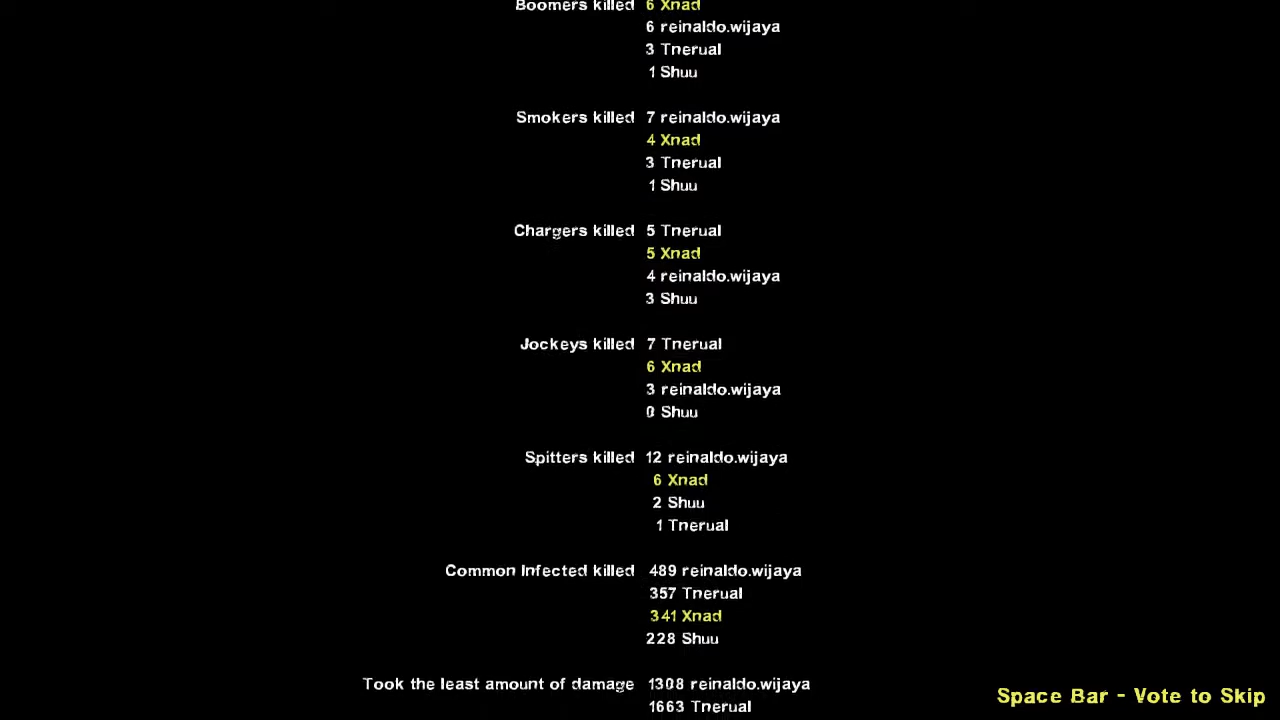 Boomers killed 6 Xnad
6 reinaldo.wijaya
3 Tnerual
1 Shuu
Smokers killed 7 reinaldo.wijaya
4 Xnad
3 Tnerual
1 Shuu
Chargers killed 5 Tnerual
5 Xnad
4 reinaldo.wijaya
3 Shuu
Jockeys killed 7 Tnerual
6 Xnad
3 reinaldo.wijaya
0 Shuu
Spitters killed 12 reinaldo.wijaya
6 Xnad
2 Shuu
1 Tnerual
Common Infected killed 489 reinaldo.wijaya
357 Tnerual
341 Xnad
228 Shuu
Took the least amount of damage 1308 reinaldo.wijaya
1663 Tnerual
Space Bar - Vote to Skip